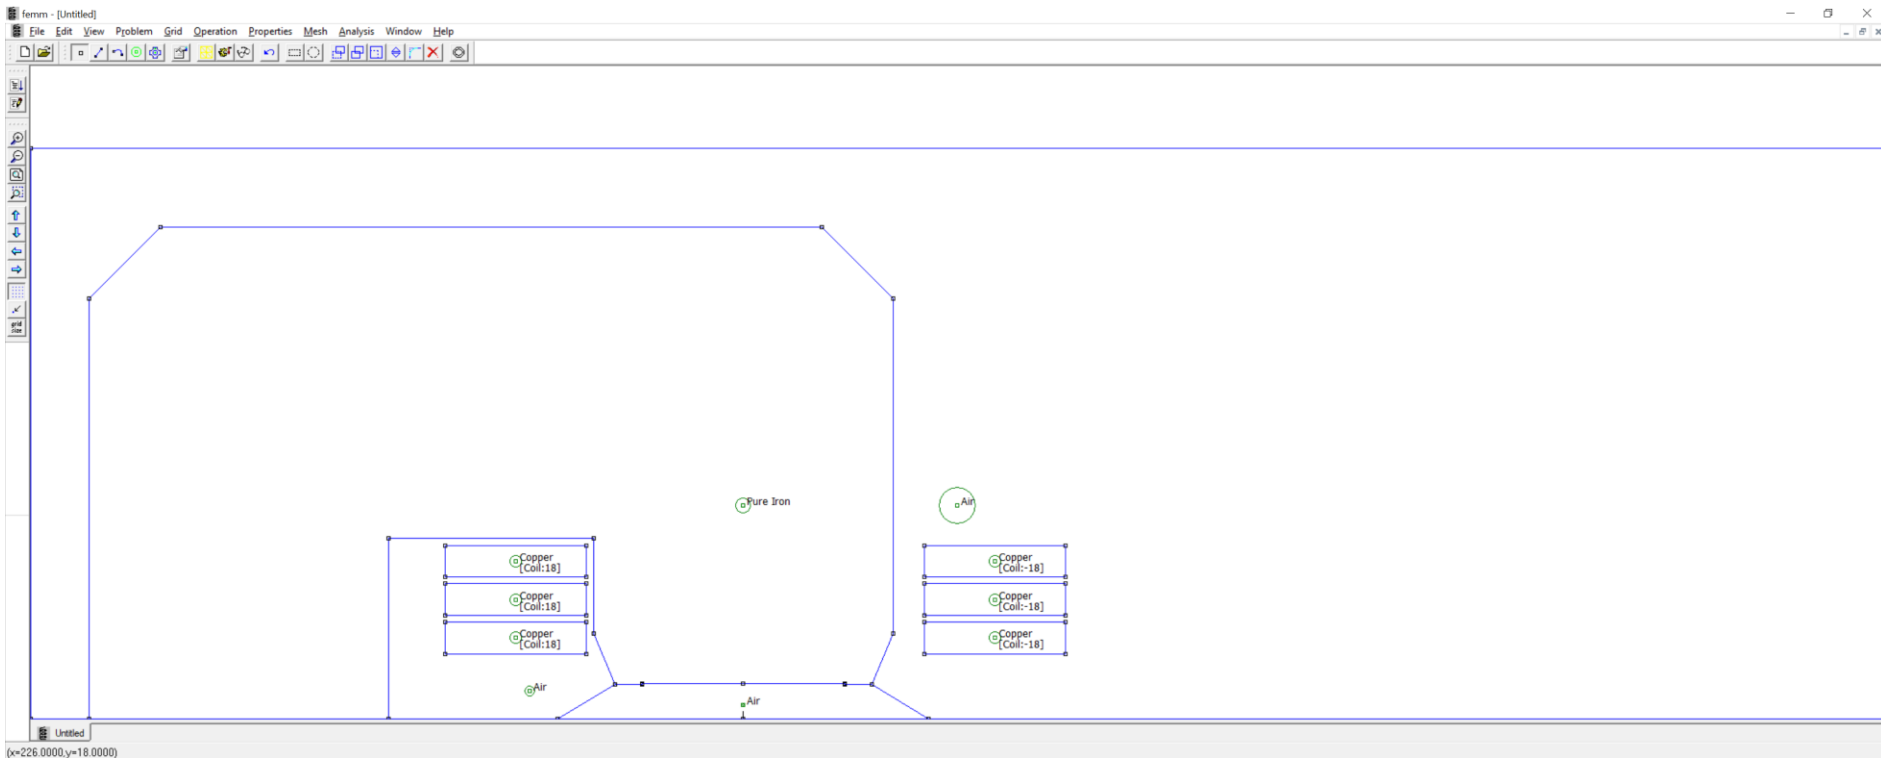 femm - [Untitled]
File Edit View Problem Grid Operation Properties Mesh Analysis Window Help
grid
size
Pure Iron
Air
Copper
[Coil:18]
Copper
[Coil:-18]
Copper
[Coil:18]
Copper
[Coil:-18]
Copper
[Coil:18]
Copper
[Coil:-18]
Air
Air
Untitled
(x=226.0000,y=18.0000)